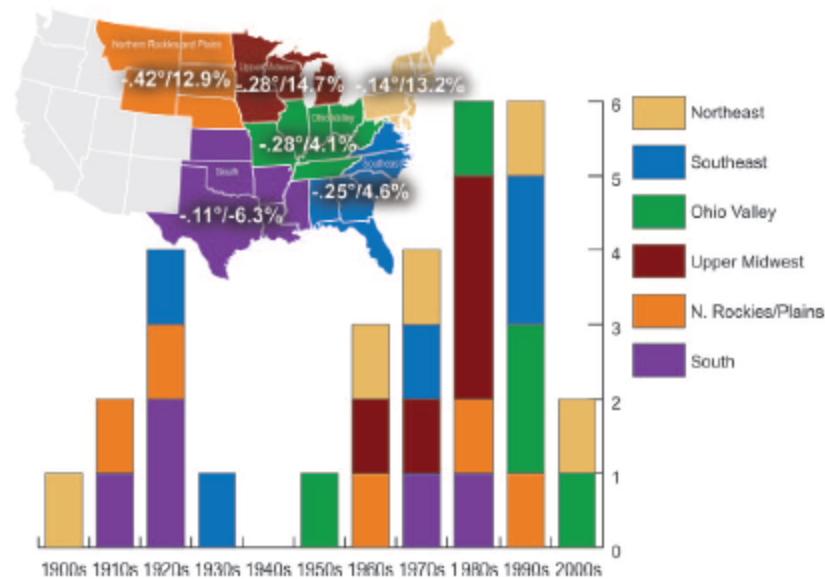 Northern Rockies and Plains
-.42°/12.9%
Upper Midwest
-.28°/14.7%
-.14°/13.2%
Ohio Valley
-.28°/4.1%
Southeast
-.25°/4.6%
South
-.11°/-6.3%
6
5
4
3
2
1
0
Northeast
Southeast
Ohio Valley
Upper Midwest
N. Rockies/Plains
South
1900s 1910s 1920s 1930s 1940s 1950s 1960s 1970s 1980s 1990s 2000s